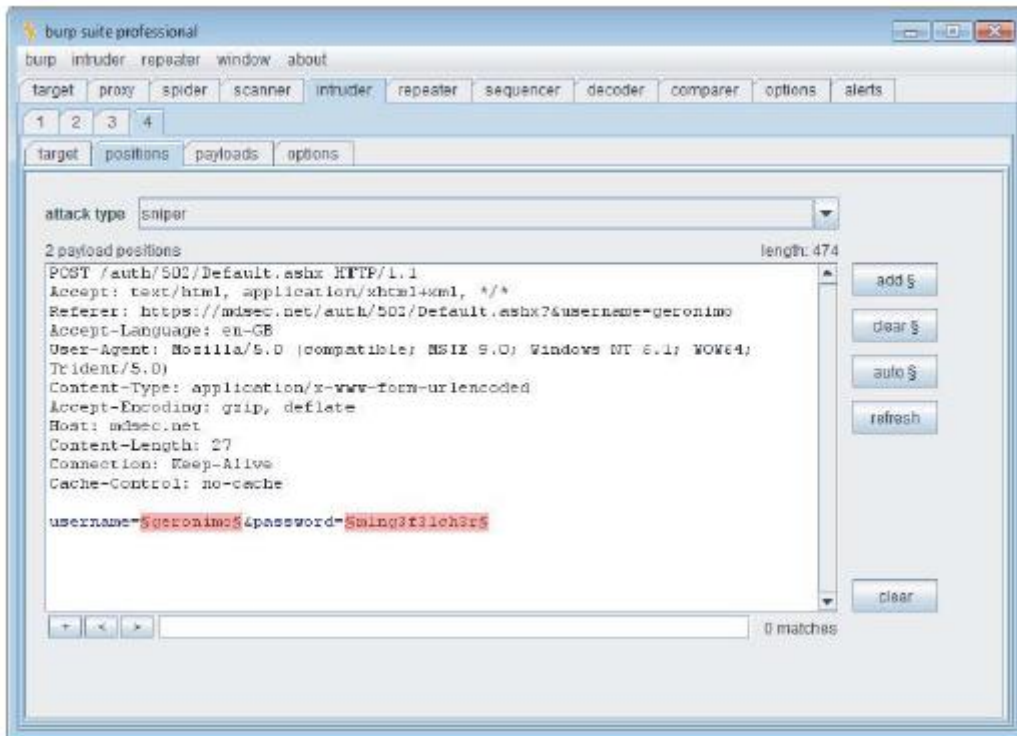 burp suite professional
burp intruder repeater window about
target proxy spider scanner intruder repeater sequencer decoder comparer options alerts
1 2 3 4
target positions payloads options
attack type sniper
2 payload positions length: 474
POST /auth/502/Default.ashx HTTP/1.1
Accept: text/html, application/xhtml+xml, */*
Referer: https://mdsec.net/auth/502/Default.ashx?&username=geronimo
Accept-Language: en-GB
User-Agent: Mozilla/5.0 (compatible; MSIE 9.0; Windows NT 6.1; WOW64;
Trident/5.0)
Content-Type: application/x-www-form-urlencoded
Accept-Encoding: gzip, deflate
Host: mdsec.net
Content-Length: 27
Connection: Keep-Alive
Cache-Control: no-cache
username=§geronimo§&password=§m1ng3f31ch3r§
add §
clear §
auto §
refresh
clear
+ < >
0 matches